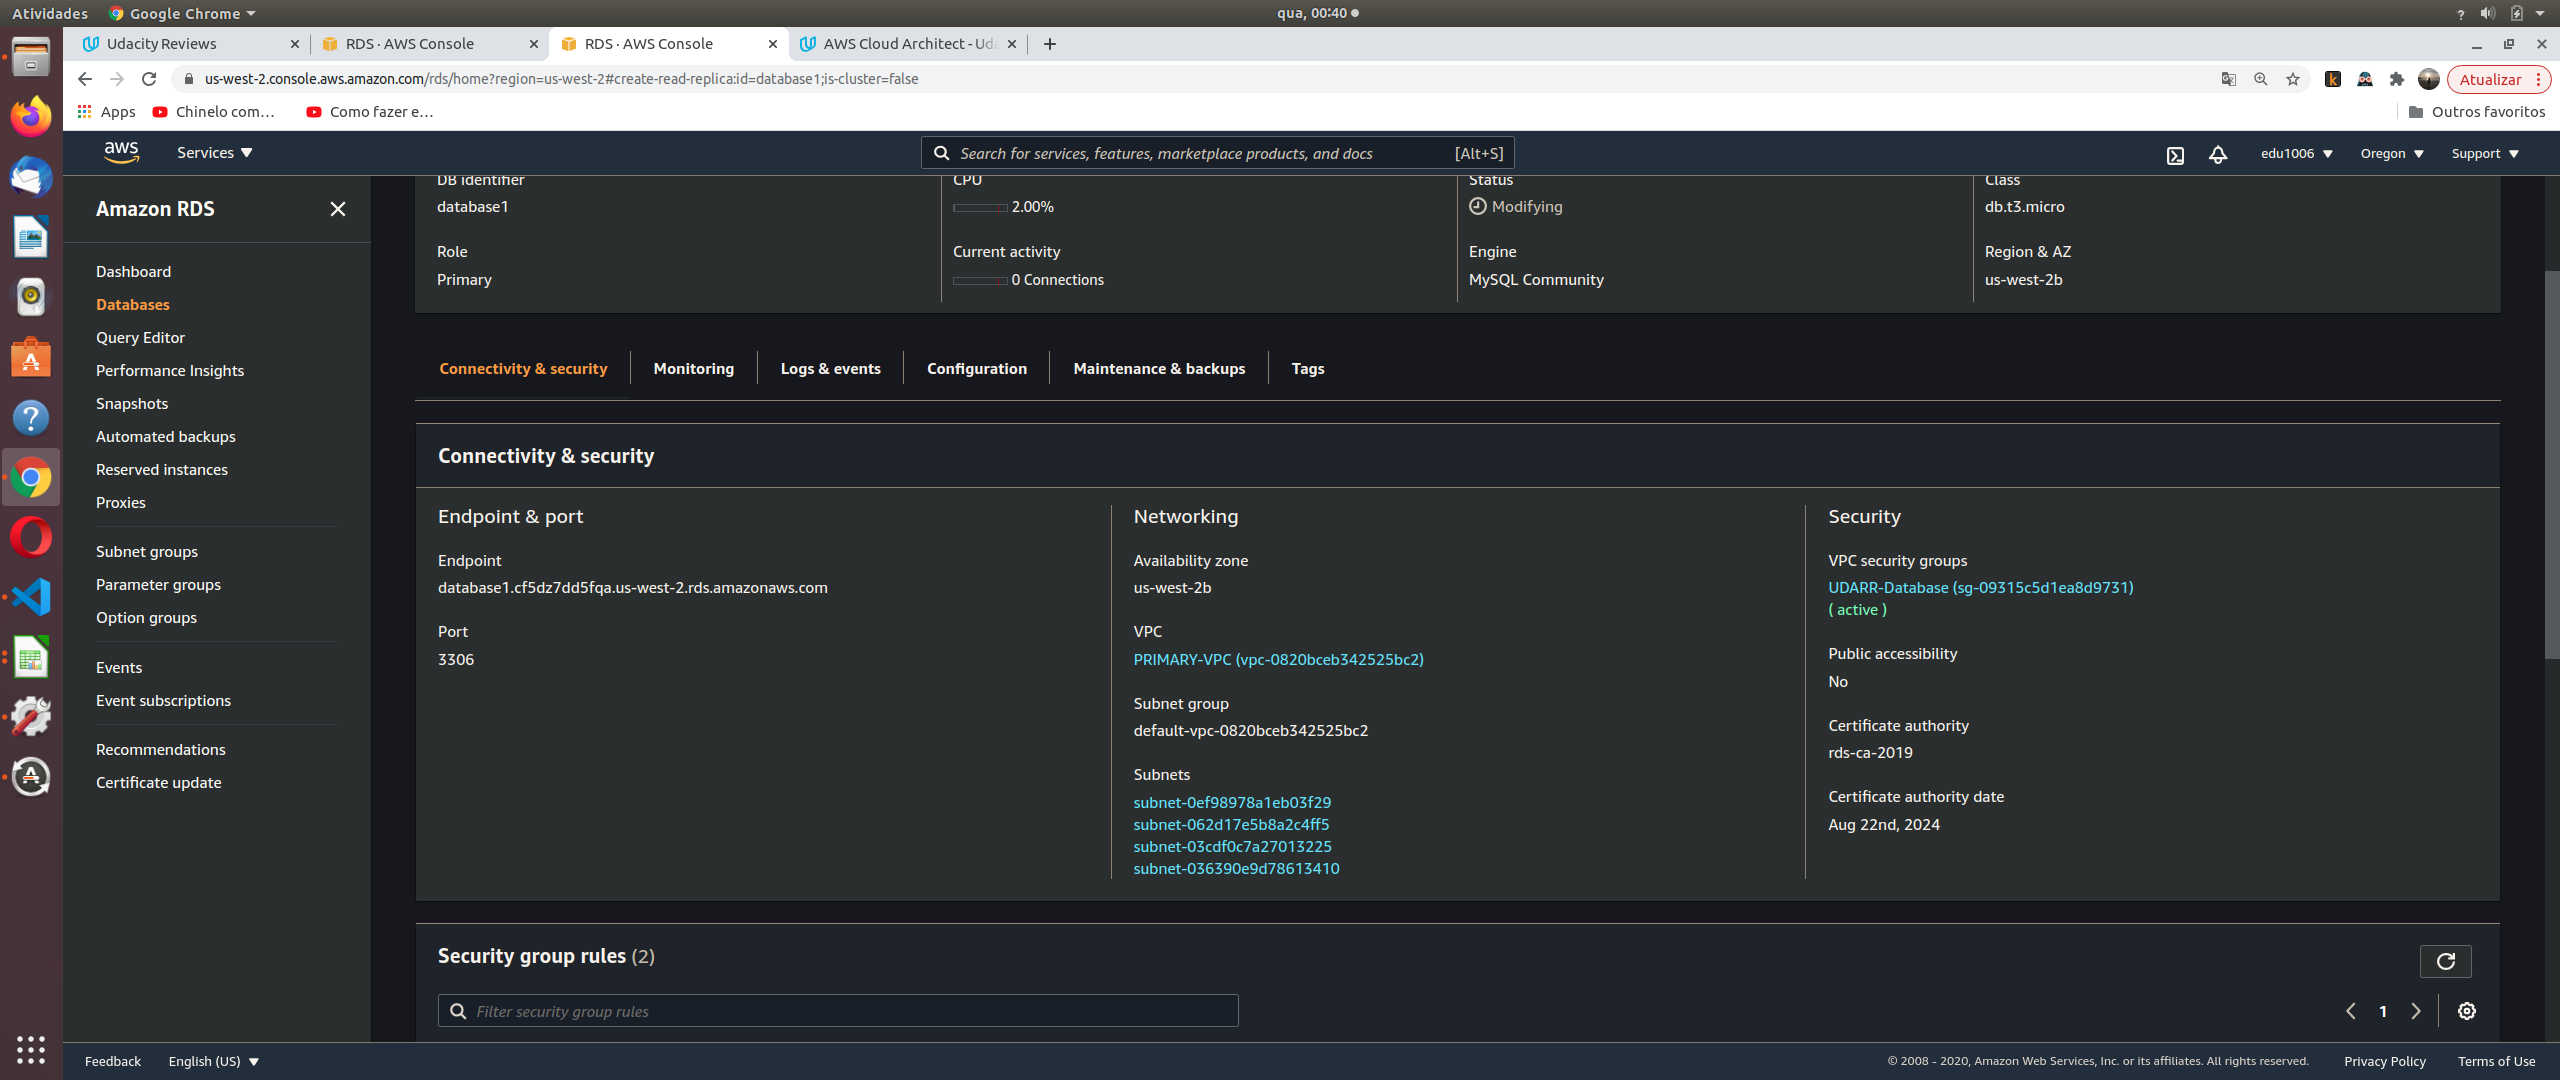 Atividades
Google Chrome
qua, 00:40
Udacity Reviews
RDS · AWS Console
RDS · AWS Console
AWS Cloud Architect - Uda
us-west-2.console.aws.amazon.com/rds/home?region=us-west-2#create-read-replica:id=database1;is-cluster=false
Atualizar
Apps
Chinelo com...
Como fazer e...
Outros favoritos
aws
Services
Search for services, features, marketplace products, and docs
[Alt+S]
edu1006
Oregon
Support
Amazon RDS
Dashboard
Databases
Query Editor
Performance Insights
Snapshots
Automated backups
Reserved instances
Proxies
Subnet groups
Parameter groups
Option groups
Events
Event subscriptions
Recommendations
Certificate update
DB identifier
database1
Role
Primary
CPU
2.00%
Current activity
0 Connections
Status
Modifying
Engine
MySQL Community
Class
db.t3.micro
Region & AZ
us-west-2b
Connectivity & security
Monitoring
Logs & events
Configuration
Maintenance & backups
Tags
Connectivity & security
Endpoint & port
Endpoint
database1.cf5dz7dd5fqa.us-west-2.rds.amazonaws.com
Port
3306
Networking
Availability zone
us-west-2b
VPC
PRIMARY-VPC (vpc-0820bceb342525bc2)
Subnet group
default-vpc-0820bceb342525bc2
Subnets
subnet-0ef98978a1eb03f29
subnet-062d17e5b8a2c4ff5
subnet-03cdf0c7a27013225
subnet-036390e9d78613410
Security
VPC security groups
UDARR-Database (sg-09315c5d1ea8d9731)
( active )
Public accessibility
No
Certificate authority
rds-ca-2019
Certificate authority date
Aug 22nd, 2024
Security group rules (2)
Filter security group rules
1
Feedback
English (US)
© 2008 - 2020, Amazon Web Services, Inc. or its affiliates. All rights reserved.
Privacy Policy
Terms of Use